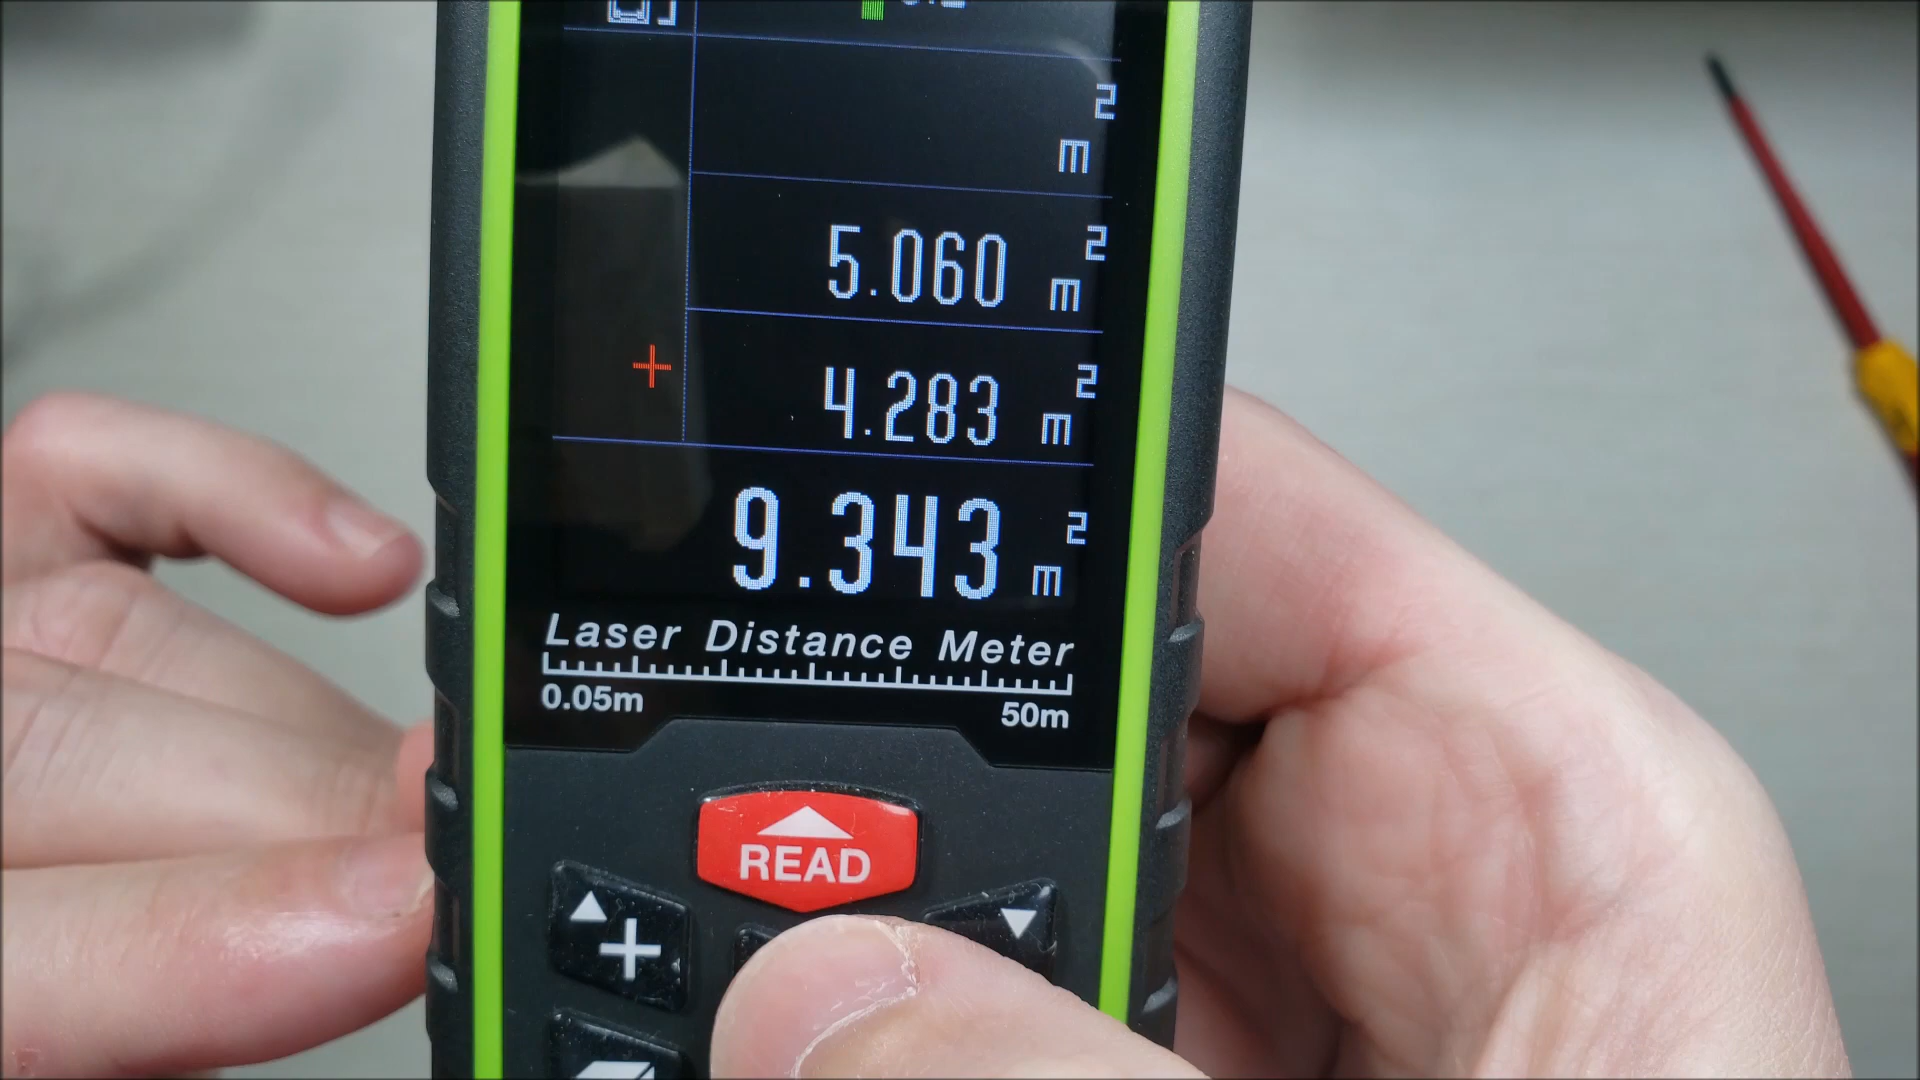 m²
5.060 m²
+ 4.283 m²
9.343 m²
Laser Distance Meter
0.05m 50m
READ
+